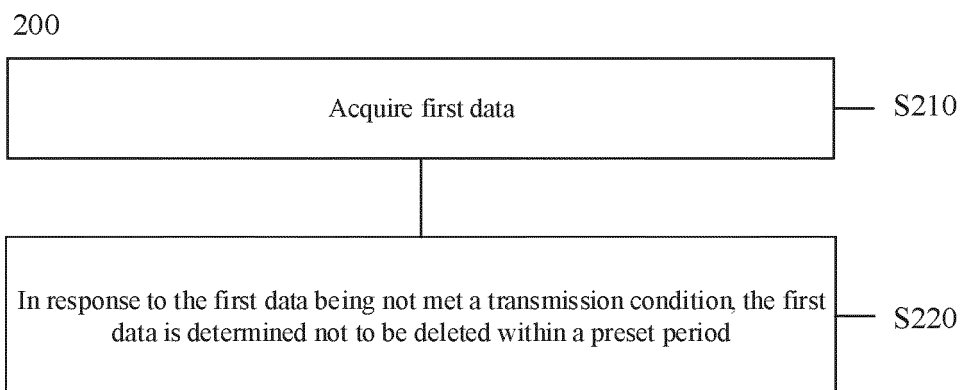 200
Acquire first data
S210
In response to the first data being not met a transmission condition, the first
data is determined not to be deleted within a preset period
S220